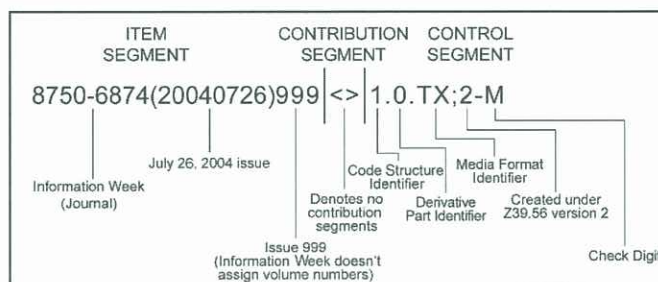 ITEM SEGMENT
CONTRIBUTION SEGMENT
CONTROL SEGMENT
8750-6874(20040726)999<>1.0.TX;2-M
Information Week
(Journal)
July 26, 2004 issue
Issue 999
(Information Week doesn't
assign volume numbers)
Denotes no
contribution
segments
Code Structure
Identifier
Derivative
Part Identifier
Media Format
Identifier
Created under
Z39.56 version 2
Check Digit